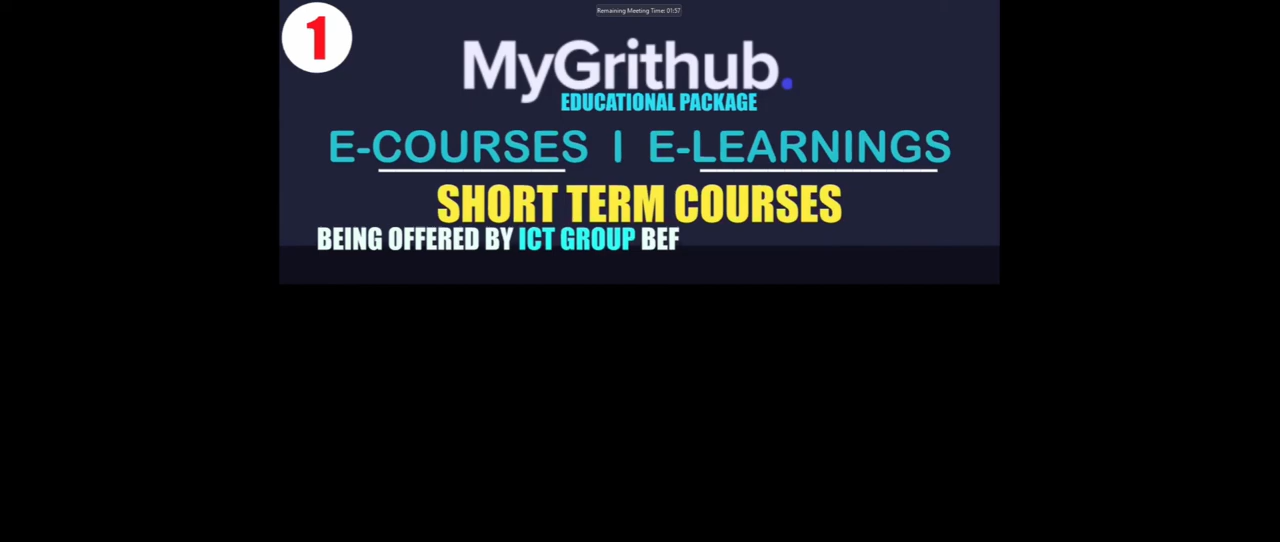 Remaining Meeting Time: 01:57
1
MyGrithub.
EDUCATIONAL PACKAGE
E-COURSES | E-LEARNINGS
SHORT TERM COURSES
BEING OFFERED BY ICT GROUP BEF